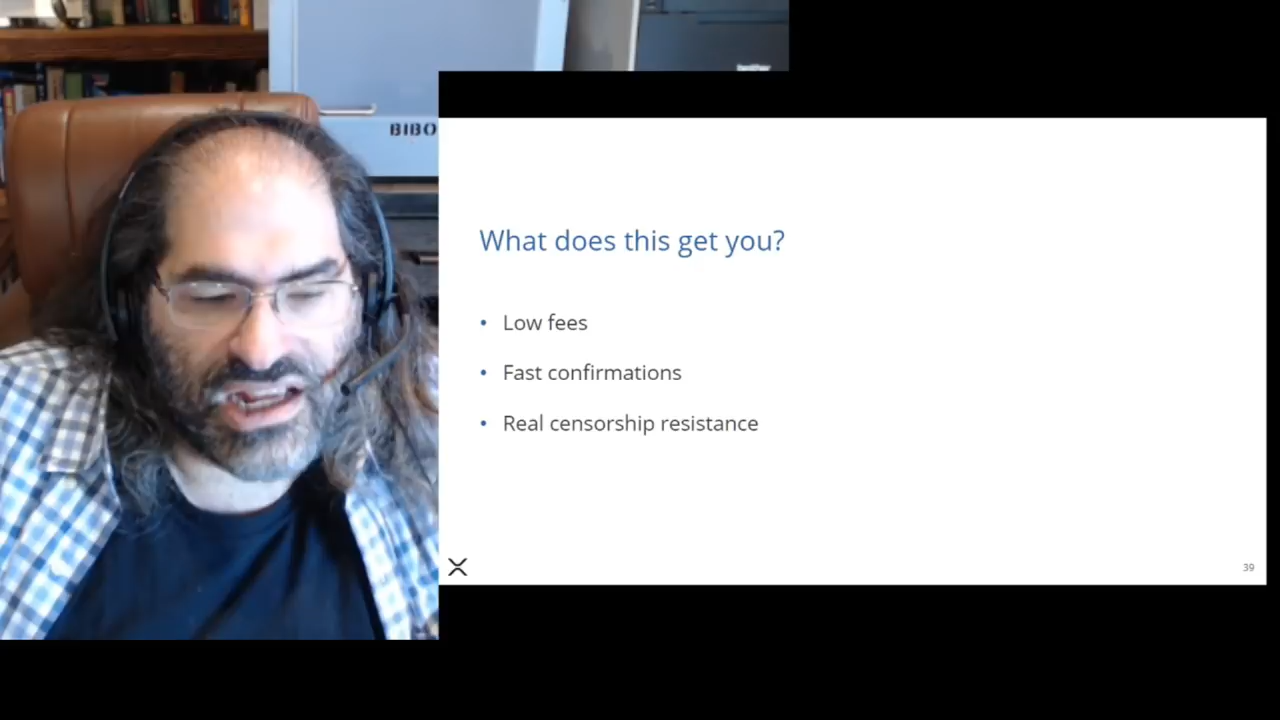 BIBO
What does this get you?
• Low fees
• Fast confirmations
• Real censorship resistance
39